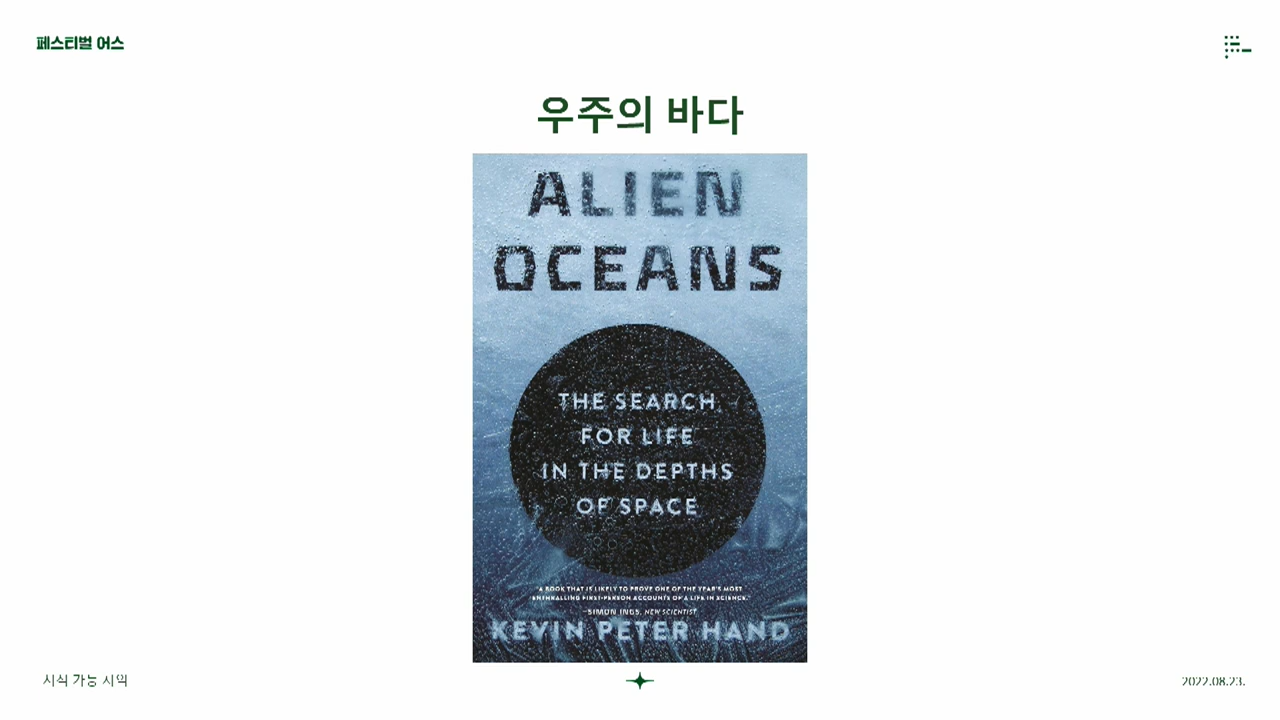 페스티벌 어스
우주의 바다
ALIEN
OCEANS
THE SEARCH
FOR LIFE
IN THE DEPTHS
OF SPACE
"A BOOK THAT IS LIKELY TO PROVE ONE OF THE YEAR'S MOST
ENTHRALLING FIRST-PERSON ACCOUNTS OF A LIFE IN SCIENCE."
—SIMON INGS, NEW SCIENTIST
KEVIN PETER HAND
지식 가능 지역
2022.08.23.